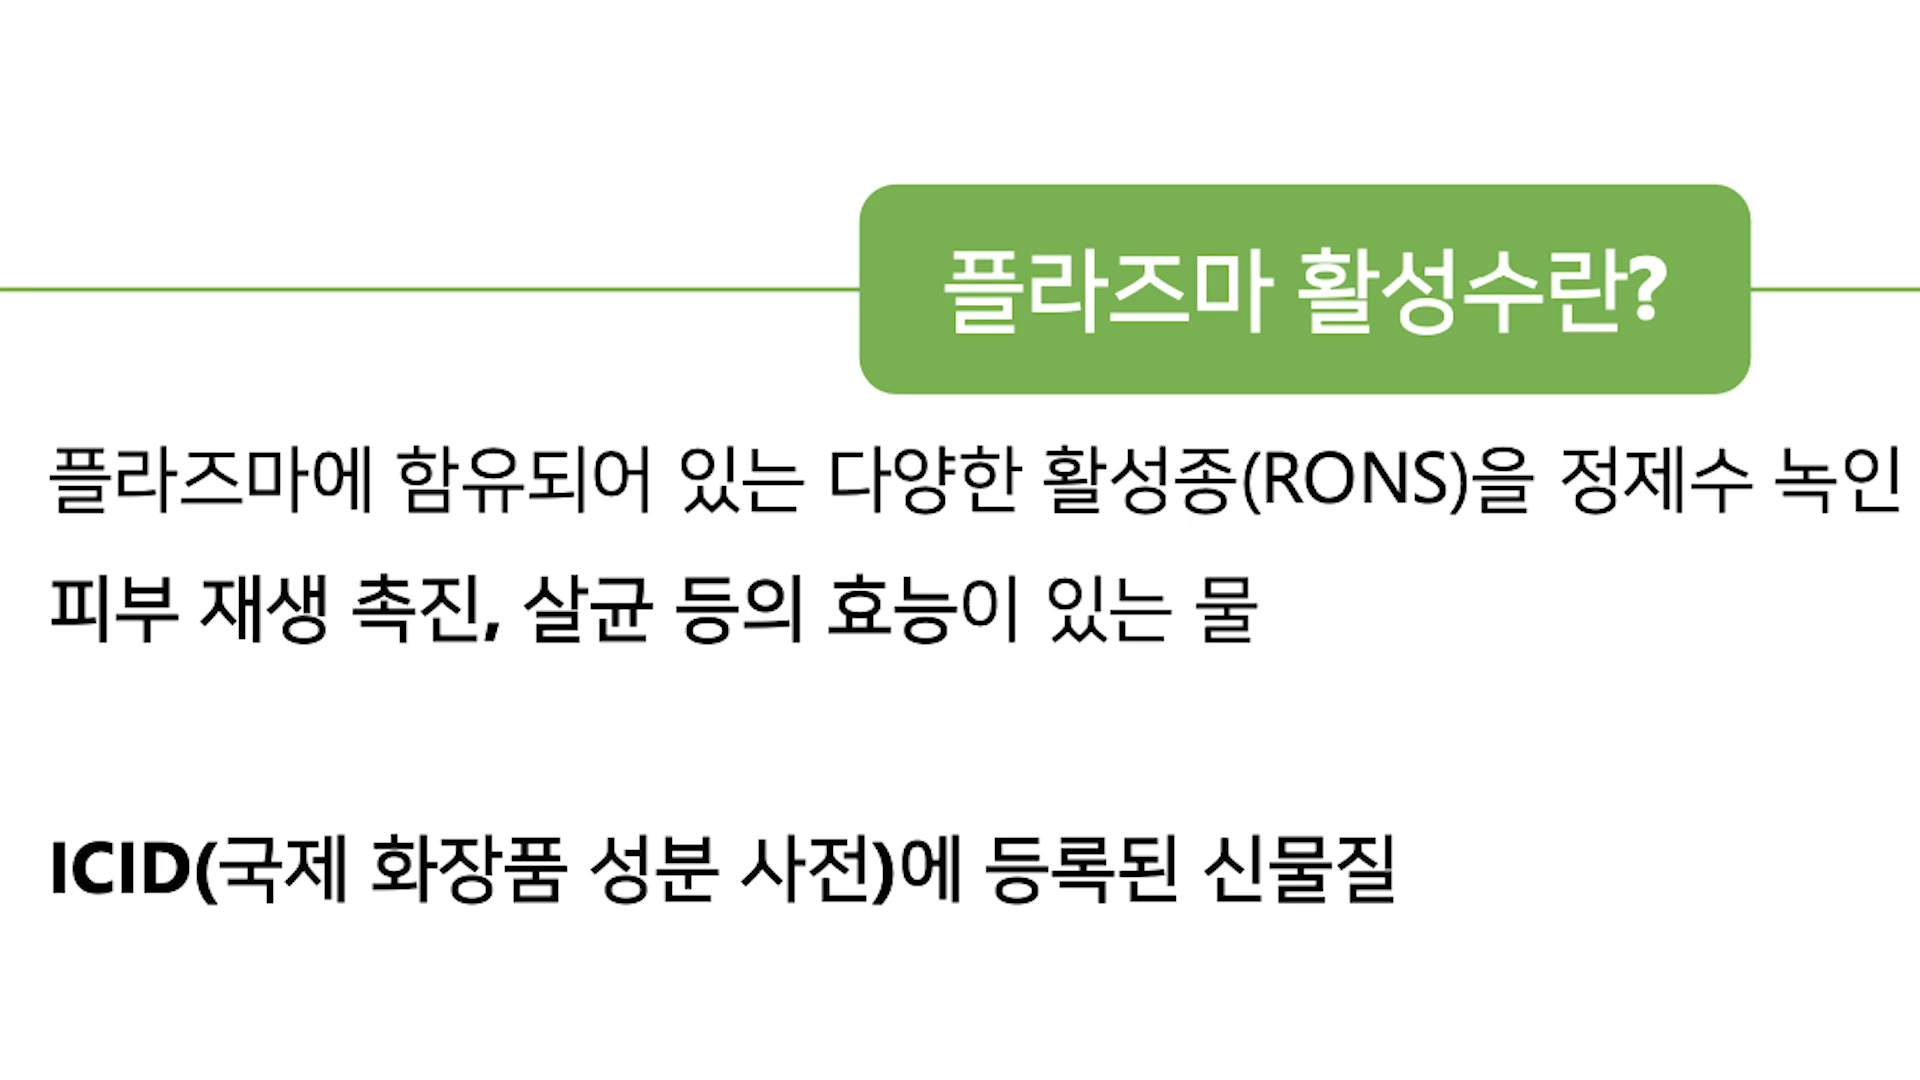 플라즈마 활성수란?
플라즈마에 함유되어 있는 다양한 활성종(RONS)을 정제수 녹인
피부 재생 촉진, 살균 등의 효능이 있는 물
ICID(국제 화장품 성분 사전)에 등록된 신물질